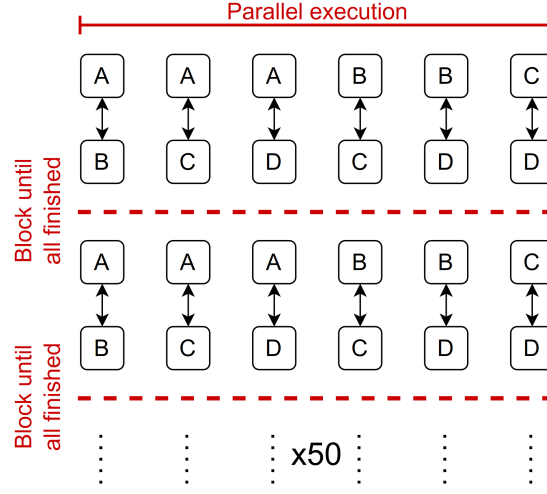 Parallel execution
A A A B B C
B C D C D D
Block until
all finished
A A A B B C
B C D C D D
Block until
all finished
x50